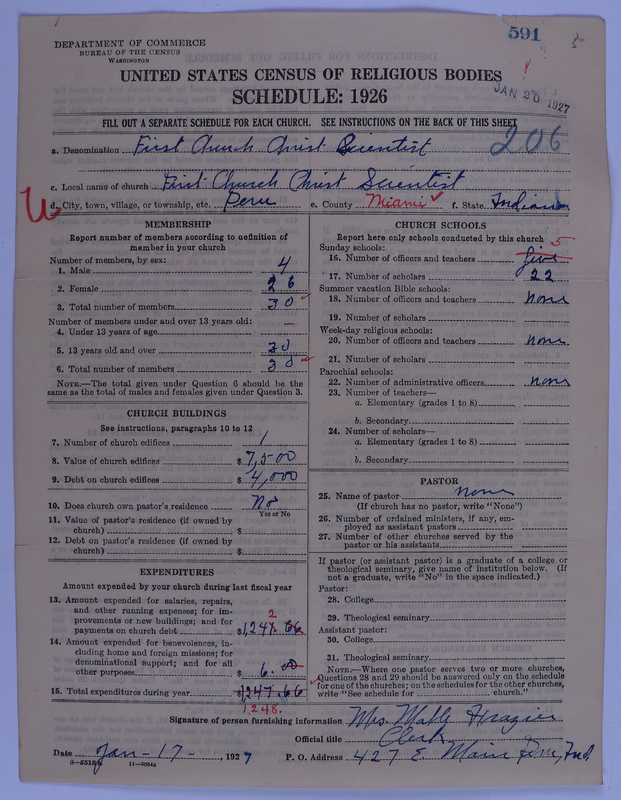 591
DEPARTMENT OF COMMERCE
BUREAU OF THE CENSUS
WASHINGTON
UNITED STATES CENSUS OF RELIGIOUS BODIES
SCHEDULE: 1926
JAN 20 1927
FILL OUT A SEPARATE SCHEDULE FOR EACH CHURCH. SEE INSTRUCTIONS ON THE BACK OF THIS SHEET
206
a. Denomination First Church Christ Scientist
c. Local name of church First Church Christ Scientist
d. City, town, village, or township, etc. Peru e. County Miami f. State Indiana
MEMBERSHIP
Report number of members according to definition of
member in your church
Number of members, by sex:
1. Male 4
2. Female 26
3. Total number of members 30
Number of members under and over 13 years old:
4. Under 13 years of age —
5. 13 years old and over 30
6. Total number of members 30
NOTE.—The total given under Question 6 should be
same as the total of males and females given under Question 3.
CHURCH BUILDINGS
See instructions, paragraphs 10 to 12
7. Number of church edifices 1
8. Value of church edifices $ 7,500
9. Debt on church edifices $ 4,000
10. Does church own pastor's residence No
Yes or No
11. Value of pastor's residence (if owned by
church) $
12. Debt on pastor's residence (if owned by
church) $
EXPENDITURES
Amount expended by your church during last fiscal year
13. Amount expended for salaries, repairs,
and other running expenses; for im-
provements or new buildings; and for 2
payments on church debt $1,241.66
14. Amount expended for benevolences, in-
cluding home and foreign missions; for
denominational support; and for all
other purposes $ 6.00
15. Total expenditures during year $1247.66
1,248.
CHURCH SCHOOLS
Report here only schools conducted by this church 5
Sunday schools:
16. Number of officers and teachers five
17. Number of scholars 22
Summer vacation Bible schools:
18. Number of officers and teachers none
19. Number of scholars
Week-day religious schools:
20. Number of officers and teachers none
21. Number of scholars
Parochial schools:
22. Number of administrative officers none
23. Number of teachers—
a. Elementary (grades 1 to 8)
b. Secondary
24. Number of scholars—
a. Elementary (grades 1 to 8)
b. Secondary
PASTOR
25. Name of pastor none
(If church has no pastor, write "None")
26. Number of ordained ministers, if any, em-
ployed as assistant pastors
27. Number of other churches served by the
pastor or his assistants
If pastor (or assistant pastor) is a graduate of a college or
theological seminary, give name of institution below. (If
not a graduate, write "No" in the space indicated.)
Pastor:
28. College
29. Theological seminary
Assistant pastor:
30. College
31. Theological seminary
NOTE.—Where one pastor serves two or more churches,
Questions 28 and 29 should be answered only on the schedule
for one of the churches; on the schedules for the other churches,
write "See schedule for church."
Signature of person furnishing information Mrs. Frazier
Official title Clerk
Date Jan-17-, 1927 P. O. Address 427 E. Main Peru, Ind.